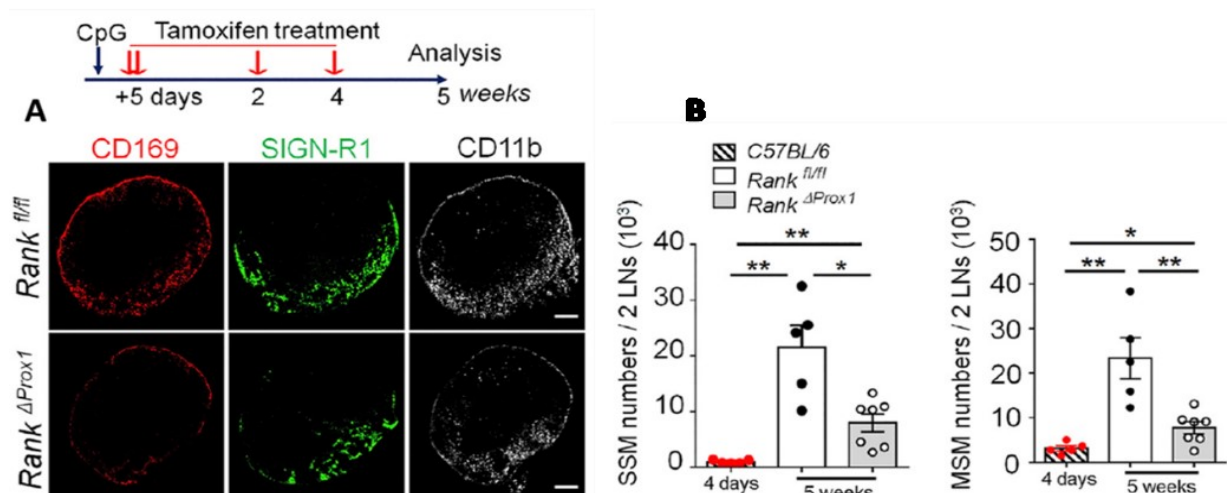 CpG Tamoxifen treatment
Analysis
+5 days 2 4 5 weeks
A
CD169 SIGN-R1 CD11b
Rank fl/fl
Rank ΔProx1
B
C57BL/6
Rank fl/fl
Rank ΔProx1
SSM numbers / 2 LNs (10³)
40
30
20
10
0
** 
** *
4 days
5 weeks
MSM numbers / 2 LNs (10³)
50
40
30
20
10
0
*
** **
4 days
5 weeks